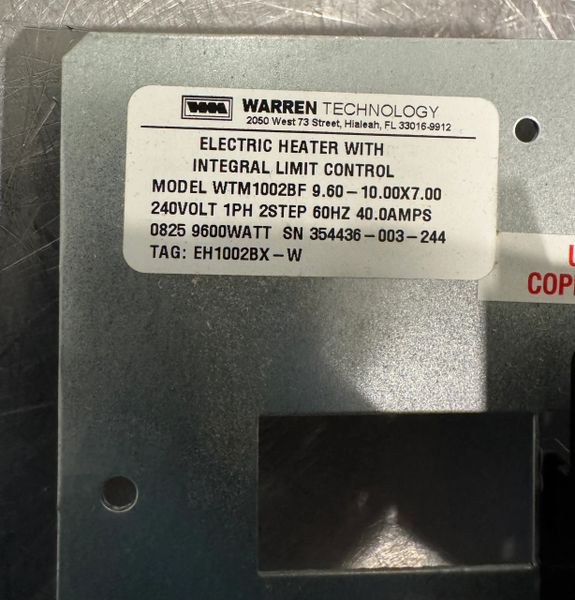 WARREN TECHNOLOGY
2050 West 73 Street, Hialeah, FL 33016-9912
ELECTRIC HEATER WITH
INTEGRAL LIMIT CONTROL
MODEL WTM1002BF 9.60-10.00X7.00
240VOLT 1PH 2STEP 60HZ 40.0AMPS
0825 9600WATT SN 354436-003-244
TAG: EH1002BX-W